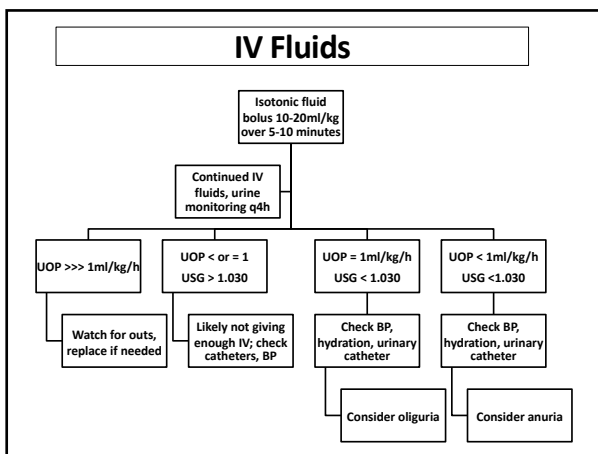 IV Fluids
Isotonic fluid
bolus 10-20ml/kg
over 5-10 minutes
Continued IV
fluids, urine
monitoring q4h
UOP >>> 1ml/kg/h
Watch for outs,
replace if needed
UOP < or = 1
USG > 1.030
Likely not giving
enough IV; check
catheters, BP
UOP = 1ml/kg/h
USG < 1.030
Check BP,
hydration, urinary
catheter
Consider oliguria
UOP < 1ml/kg/h
USG <1.030
Check BP,
hydration, urinary
catheter
Consider anuria